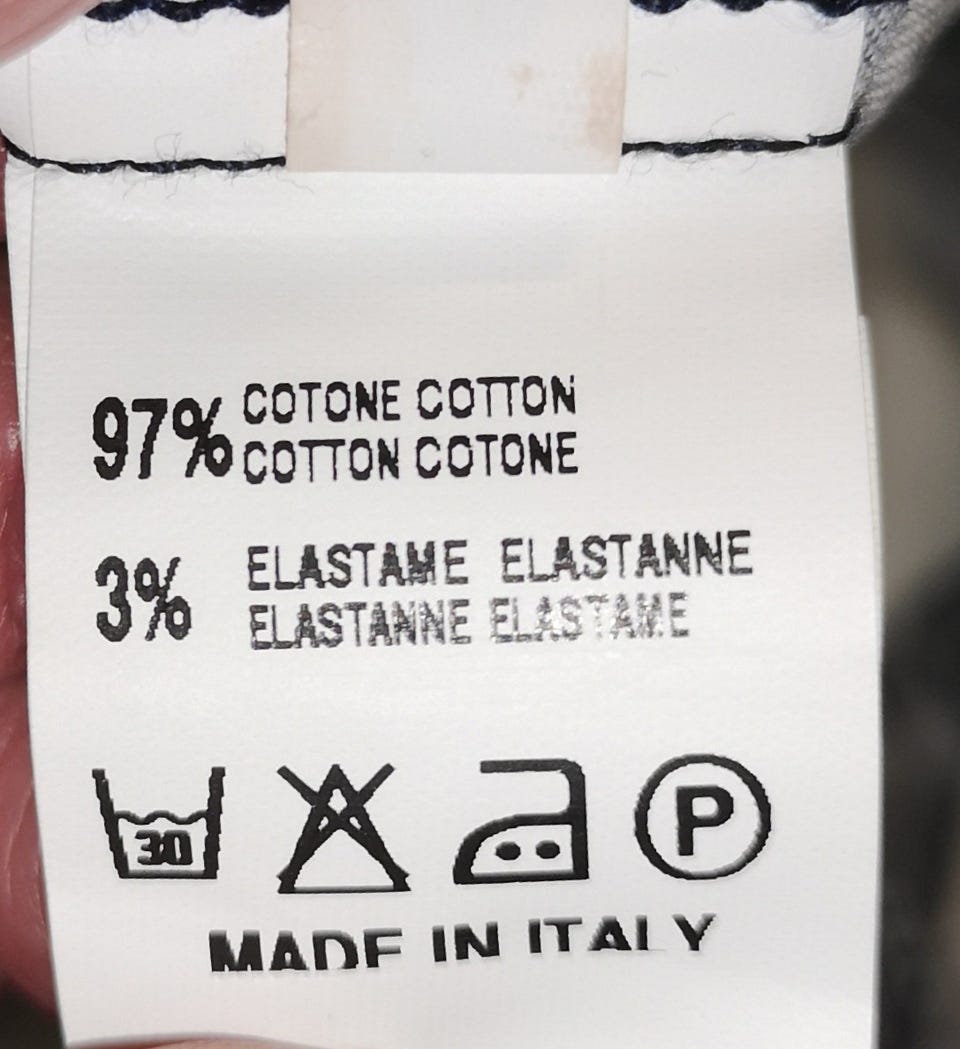 97% COTONE COTTON
COTTON COTONE
3% ELASTAME ELASTANNE
ELASTANNE ELASTAME
30
P
MADE IN ITALY